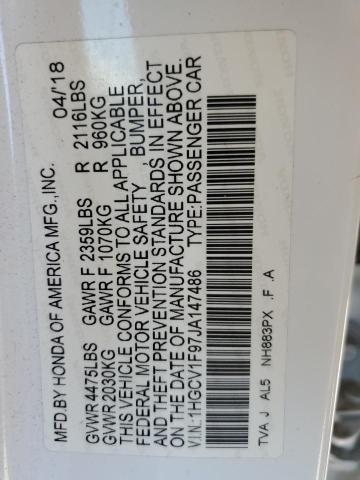 MFD.BY HONDA OF AMERICA MFG.,INC. 04/'18
GVWR 4475LBS GAWR F 2359LBS R 2116LBS
GVWR 2030KG GAWR F 1070KG R 960KG
THIS VEHICLE CONFORMS TO ALL APPLICABLE
FEDERAL MOTOR VEHICLE SAFETY , BUMPER,
AND THEFT PREVENTION STANDARDS IN EFFECT
ON THE DATE OF MANUFACTURE SHOWN ABOVE.
V.I.N:1HGCV1F97JA147486 TYPE:PASSENGER CAR
TVA J AL5 NH883PX .F .A